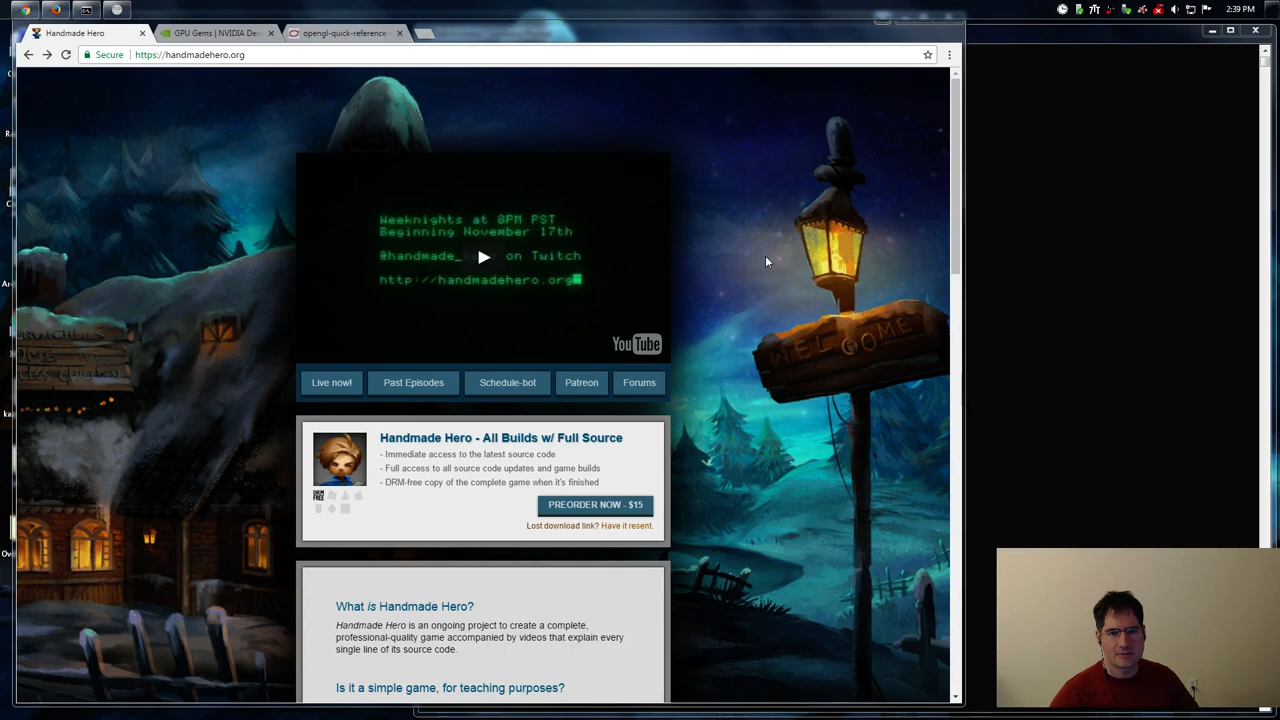 2:39 PM
Handmade Hero
GPU Gems | NVIDIA Dev
opengl-quick-reference-
Secure
https://handmadehero.org
Weeknights at 8PM PST
Beginning November 17th
@handmade_ on Twitch
http://handmadehero.org
YouTube
WELCOME
Live now!
Past Episodes
Schedule-bot
Patreon
Forums
Handmade Hero - All Builds w/ Full Source
- Immediate access to the latest source code
- Full access to all source code updates and game builds
- DRM-free copy of the complete game when it's finished
DRM
FREE
PREORDER NOW - $15
Lost download link? Have it resent.
What is Handmade Hero?
Handmade Hero is an ongoing project to create a complete,
professional-quality game accompanied by videos that explain every
single line of its source code.
Is it a simple game, for teaching purposes?